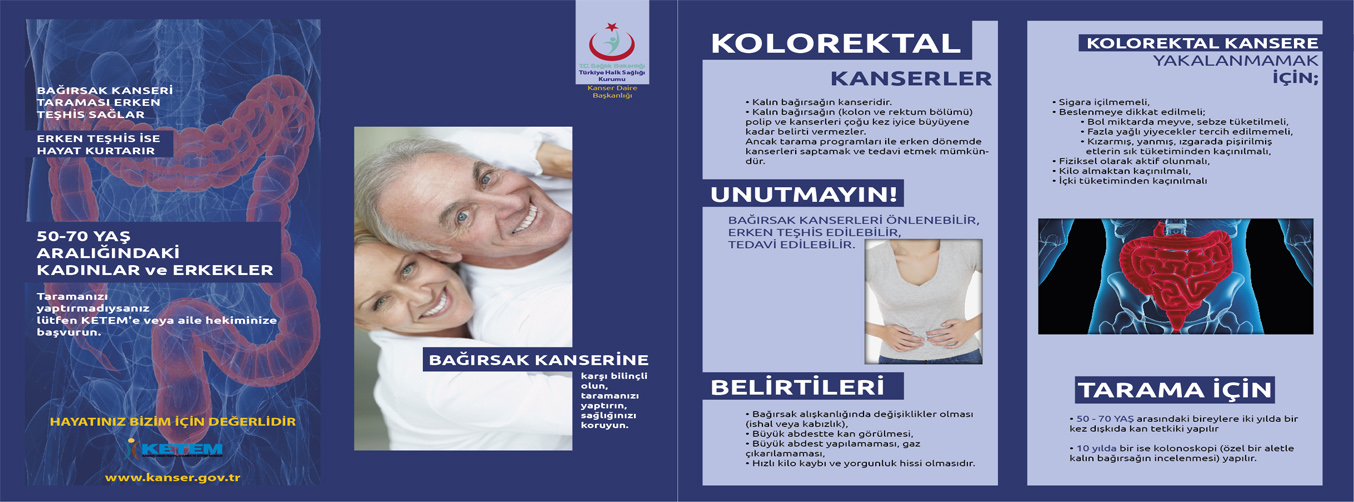 BAĞIRSAK KANSERİ
TARAMASI ERKEN
TEŞHİS SAĞLAR
ERKEN TEŞHİS İSE
HAYAT KURTARIR
50-70 YAŞ
ARALIĞINDAKİ
KADINLAR ve ERKEKLER
Taramanızı
yaptırmadıysanız
lütfen KETEM'e veya aile hekiminize
başvurun.
HAYATINIZ BİZİM İÇİN DEĞERLİDİR
KETEM
www.kanser.gov.tr
T.C. Sağlık Bakanlığı
Türkiye Halk Sağlığı
Kurumu
Kanser Daire
Başkanlığı
BAĞIRSAK KANSERİNE
karşı bilinçli
olun,
taramanızı
yaptırın,
sağlığınızı
koruyun.
KOLOREKTAL
KANSERLER
• Kalın bağırsağın kanseridir.
• Kalın bağırsağın (kolon ve rektum bölümü)
polip ve kanserleri çoğu kez iyice büyüyene
kadar belirti vermezler.
Ancak tarama programları ile erken dönemde
kanserleri saptamak ve tedavi etmek mümkün-
dür.
UNUTMAYIN!
BAĞIRSAK KANSERLERİ ÖNLENEBİLİR,
ERKEN TEŞHİS EDİLEBİLİR,
TEDAVİ EDİLEBİLİR.
BELİRTİLERİ
• Bağırsak alışkanlığında değişiklikler olması
(ishal veya kabızlık),
• Büyük abdestte kan görülmesi,
• Büyük abdest yapılamaması, gaz
çıkarılamaması,
• Hızlı kilo kaybı ve yorgunluk hissi olmasıdır.
KOLOREKTAL KANSERE
YAKALANMAMAK
İÇİN;
• Sigara içilmemeli,
• Beslenmeye dikkat edilmeli;
• Bol miktarda meyve, sebze tüketilmeli,
• Fazla yağlı yiyecekler tercih edilmemeli,
• Kızarmış, yanmış, ızgarada pişirilmiş
etlerin sık tüketiminden kaçınılmalı,
• Fiziksel olarak aktif olunmalı,
• Kilo almaktan kaçınılmalı,
• İçki tüketiminden kaçınılmalı
TARAMA İÇİN
• 50 - 70 YAŞ arasındaki bireylere iki yılda bir
kez dışkıda kan tetkiki yapılır
• 10 yılda bir ise kolonoskopi (özel bir aletle
kalın bağırsağın incelenmesi) yapılır.